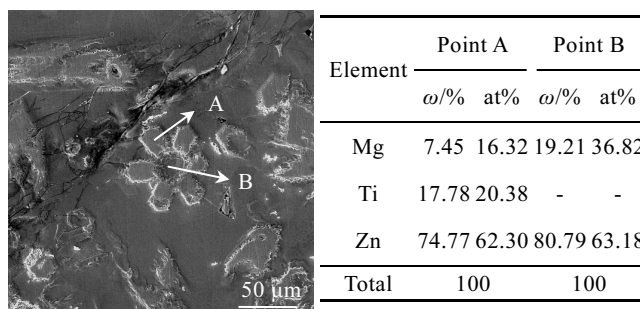 A
B
50 μm
Element Point A Point B
ω/% at% ω/% at%
Mg 7.45 16.32 19.21 36.82
Ti 17.78 20.38 - -
Zn 74.77 62.30 80.79 63.18
Total 100 100